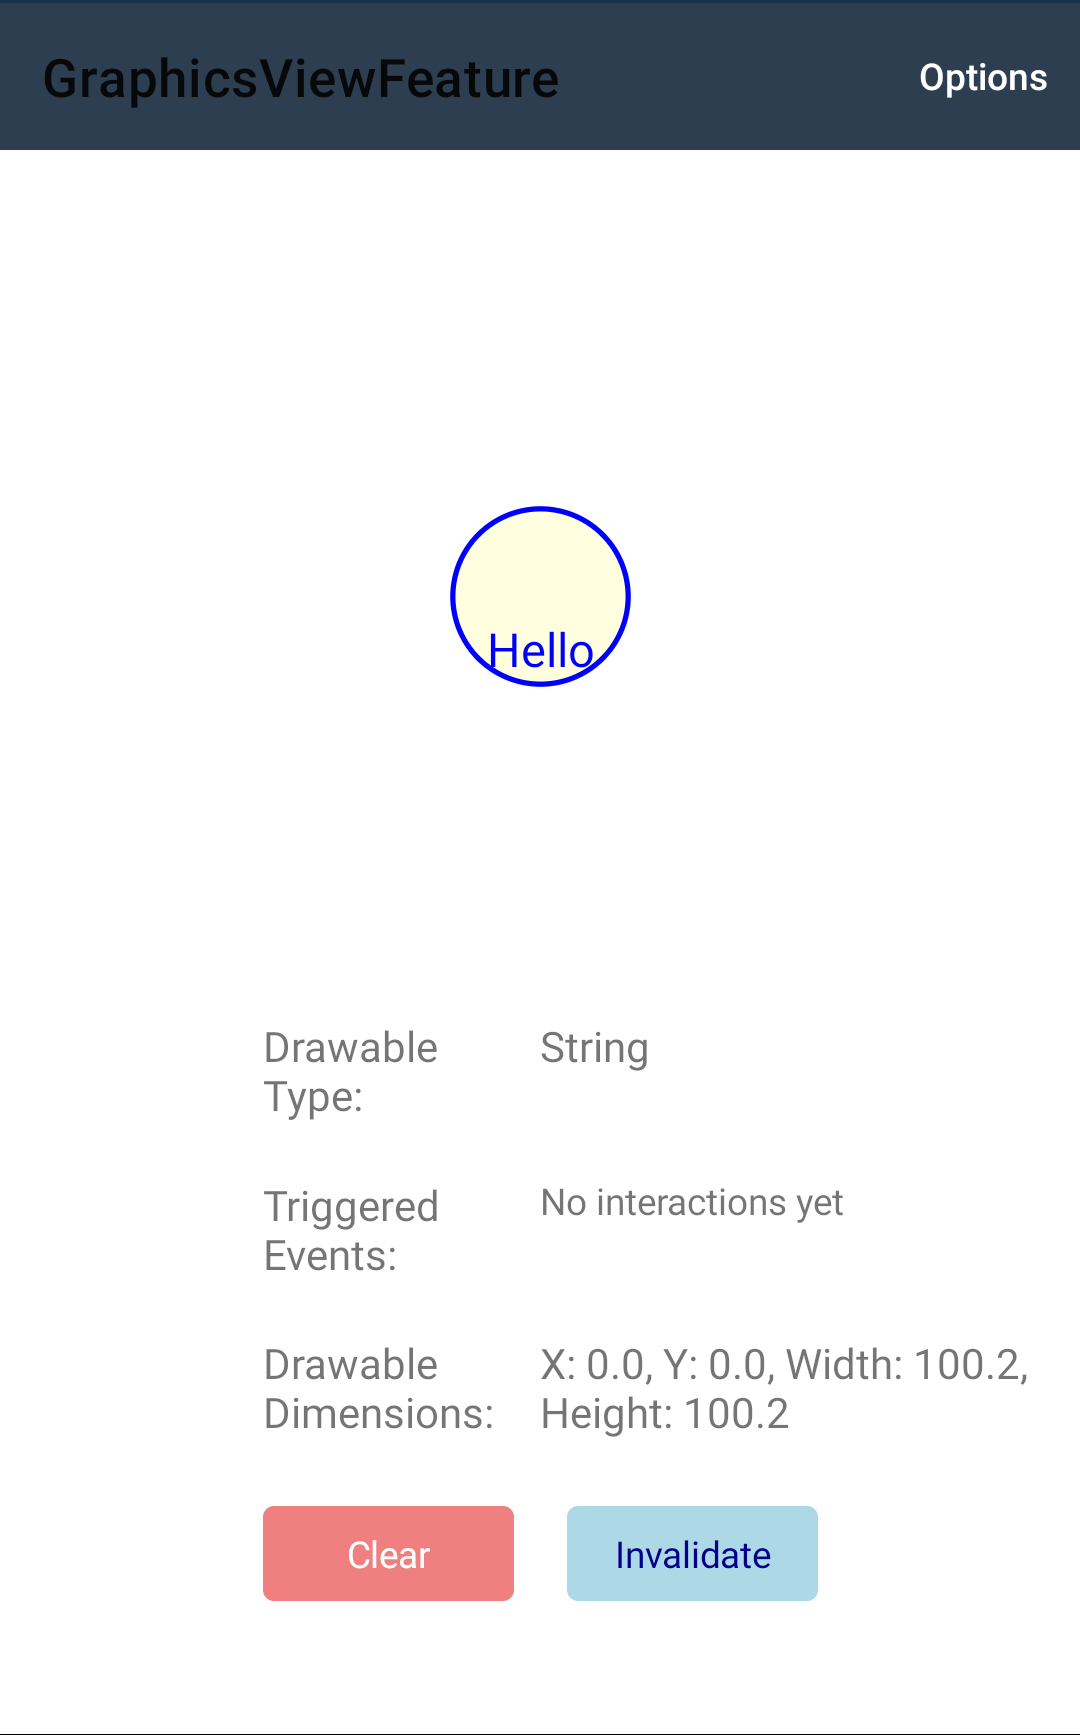 GraphicsViewFeature
Options
Hello
Drawable
Type:
String
Triggered
Events:
No interactions yet
Drawable
Dimensions:
X: 0.0, Y: 0.0, Width: 100.2,
Height: 100.2
Clear
Invalidate